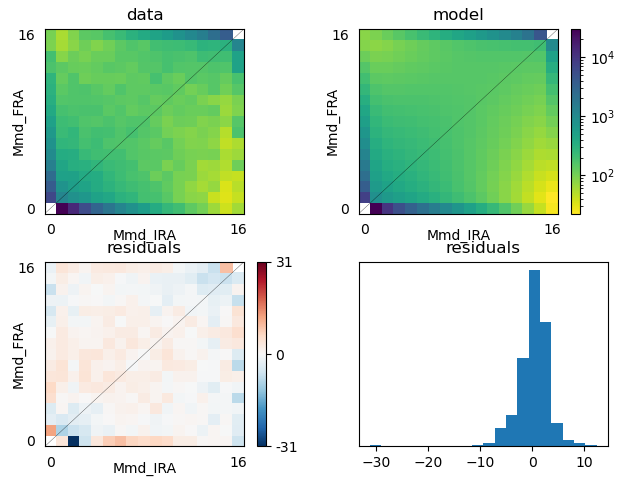 data
model
16
0
Mmd_FRA
0
16
Mmd_IRA
16
0
Mmd_FRA
0
16
Mmd_IRA
10^4
10^3
10^2
residuals
residuals
16
0
Mmd_FRA
0
16
Mmd_IRA
31
0
-31
−30
−20
−10
0
10